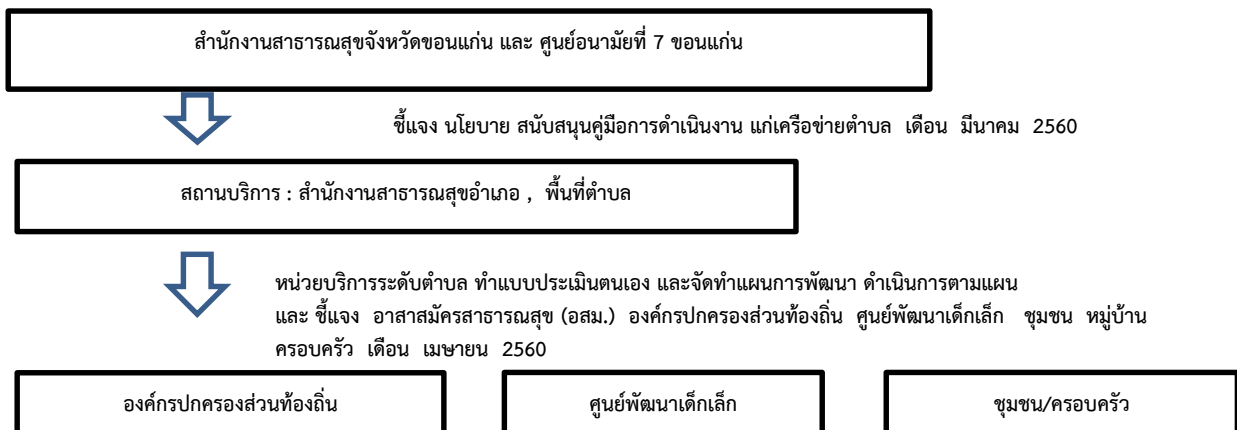 สำนักงานสาธารณสุขจังหวัดขอนแก่น และ ศูนย์อนามัยที่ 7 ขอนแก่น
ชี้แจง นโยบาย สนับสนุนคู่มือการดำเนินงาน แก่เครือข่ายตำบล เดือน มีนาคม 2560
สถานบริการ : สำนักงานสาธารณสุขอำเภอ , พื้นที่ตำบล
หน่วยบริการระดับตำบล ทำแบบประเมินตนเอง และจัดทำแผนการพัฒนา ดำเนินการตามแผน
และ ชี้แจง อาสาสมัครสาธารณสุข (อสม.) องค์กรปกครองส่วนท้องถิ่น ศูนย์พัฒนาเด็กเล็ก ชุมชน หมู่บ้าน
ครอบครัว เดือน เมษายน 2560
องค์กรปกครองส่วนท้องถิ่น
ศูนย์พัฒนาเด็กเล็ก
ชุมชน/ครอบครัว